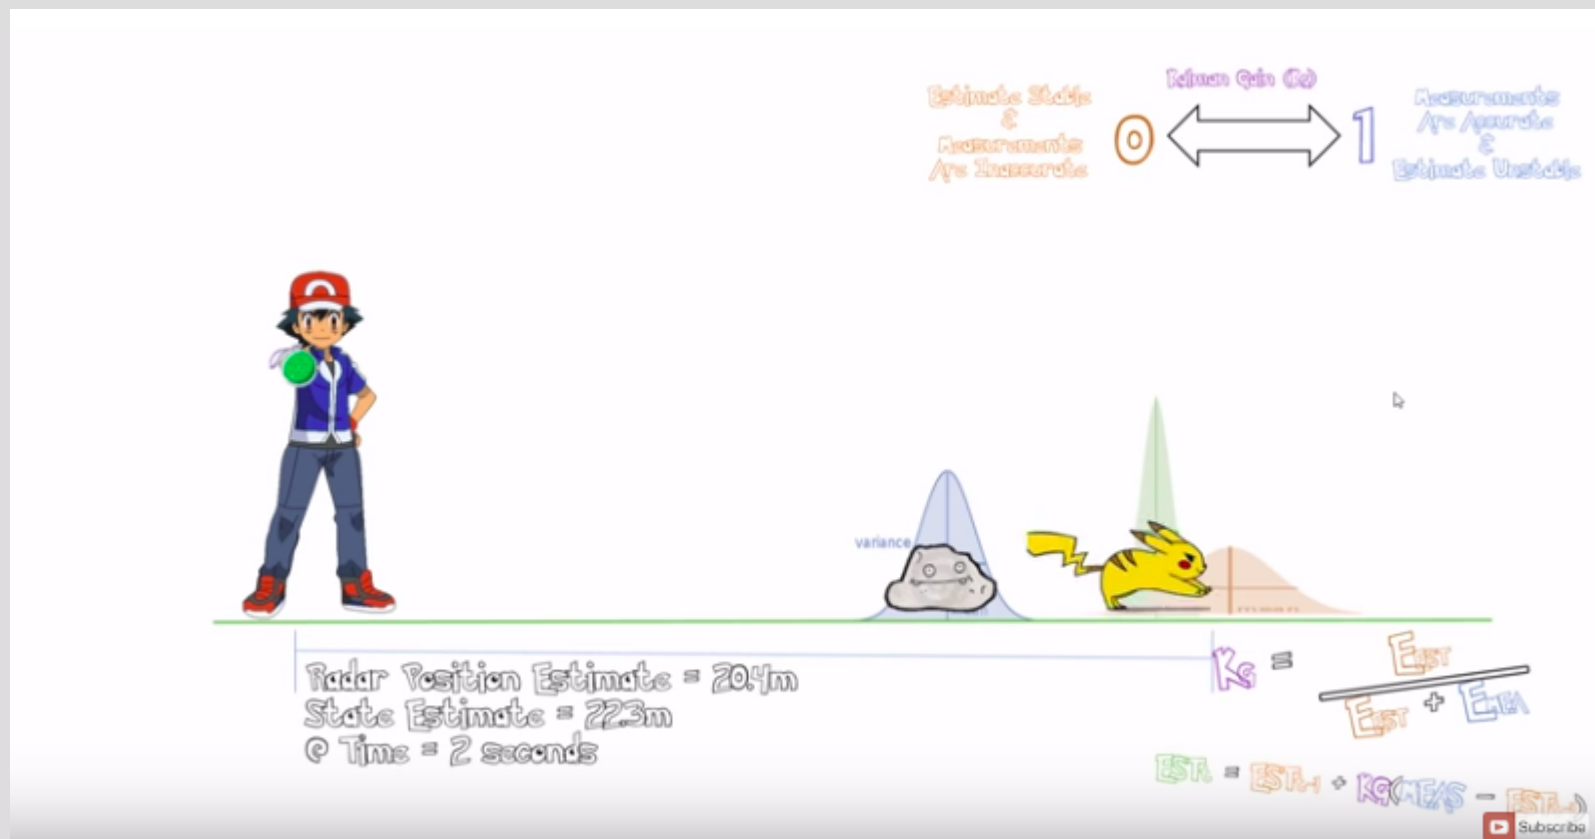 Kalman Gain (Kg)
Estimate Stable
&
Measurements
Are Inaccurate
0
1
Measurements
Are Accurate
&
Estimate Unstable
variance
mean
Radar Position Estimate = 20.4m
State Estimate = 22.3m
@ Time = 2 seconds
KG = EEST / EEST + EMEA
ESTt = ESTt-1 + KG(MEAS - ESTt-1)
Subscribe